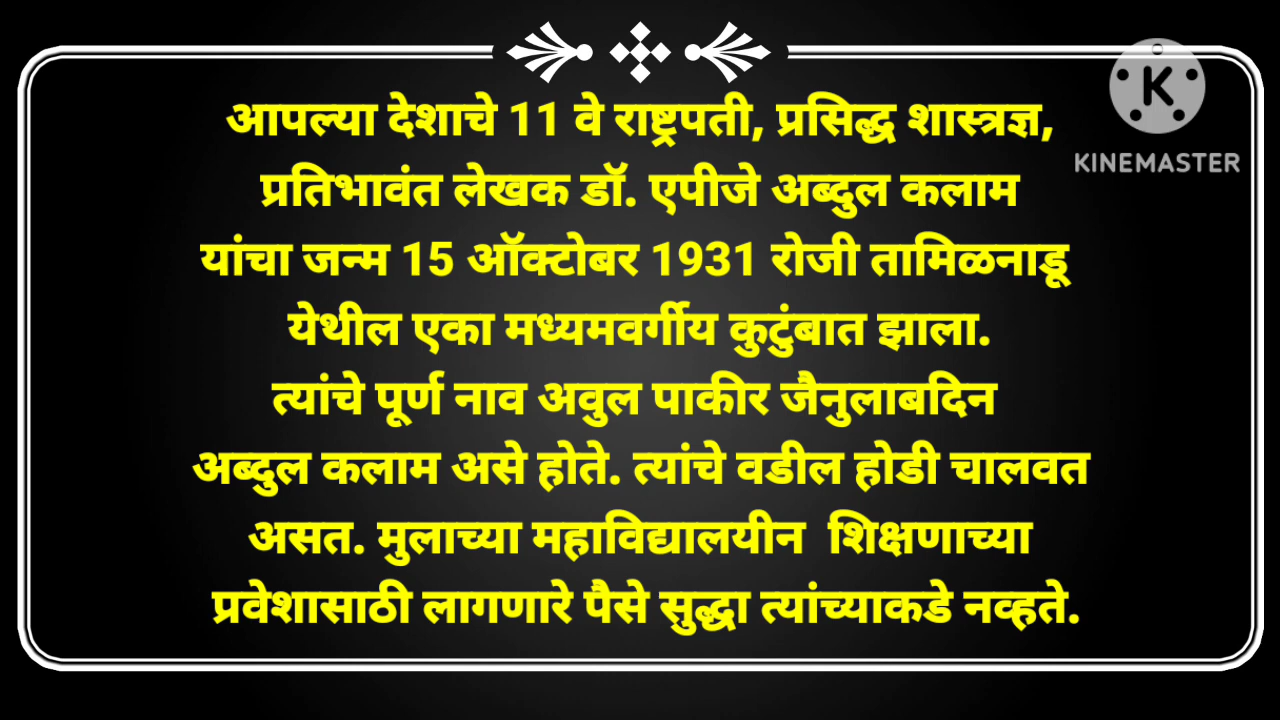 आपल्या देशाचे 11 वे राष्ट्रपती, प्रसिद्ध शास्त्रज्ञ,
प्रतिभावंत लेखक डॉ. एपीजे अब्दुल कलाम
यांचा जन्म 15 ऑक्टोबर 1931 रोजी तामिळनाडू
येथील एका मध्यमवर्गीय कुटुंबात झाला.
त्यांचे पूर्ण नाव अवुल पाकीर जैनुलाबदिन
अब्दुल कलाम असे होते. त्यांचे वडील होडी चालवत
असत. मुलाच्या महाविद्यालयीन शिक्षणाच्या
प्रवेशासाठी लागणारे पैसे सुद्धा त्यांच्याकडे नव्हते.
K
KINEMASTER